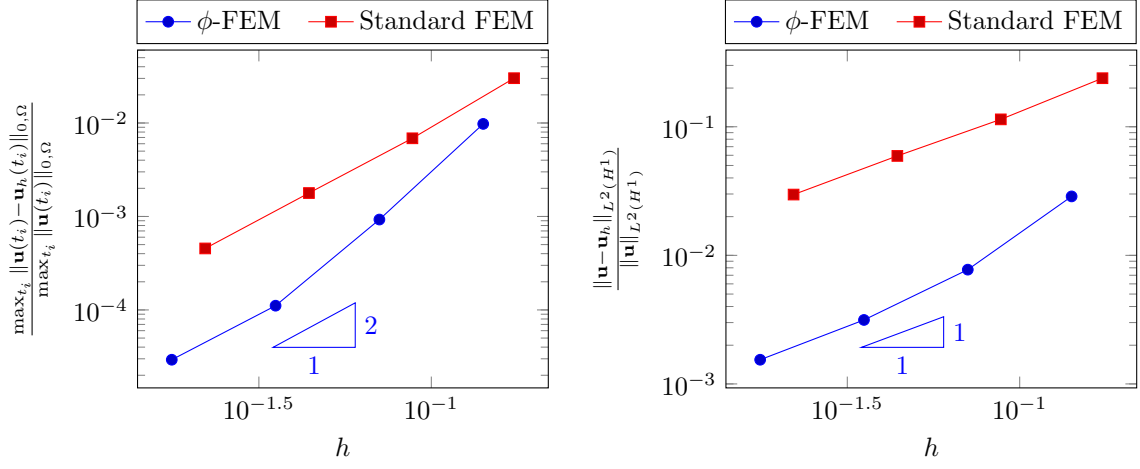 ϕ-FEM Standard FEM
10^{-2}
10^{-3}
10^{-4}
max_{t_i} ||u(t_i)−u_h(t_i)||_{0,Ω}
max_{t_i} ||u(t_i)||_{0,Ω}
2
1
10^{-1.5} 10^{-1}
h
ϕ-FEM Standard FEM
10^{-1}
10^{-2}
10^{-3}
||u−u_h||_{L^2(H^1)}
||u||_{L^2(H^1)}
1
1
10^{-1.5} 10^{-1}
h